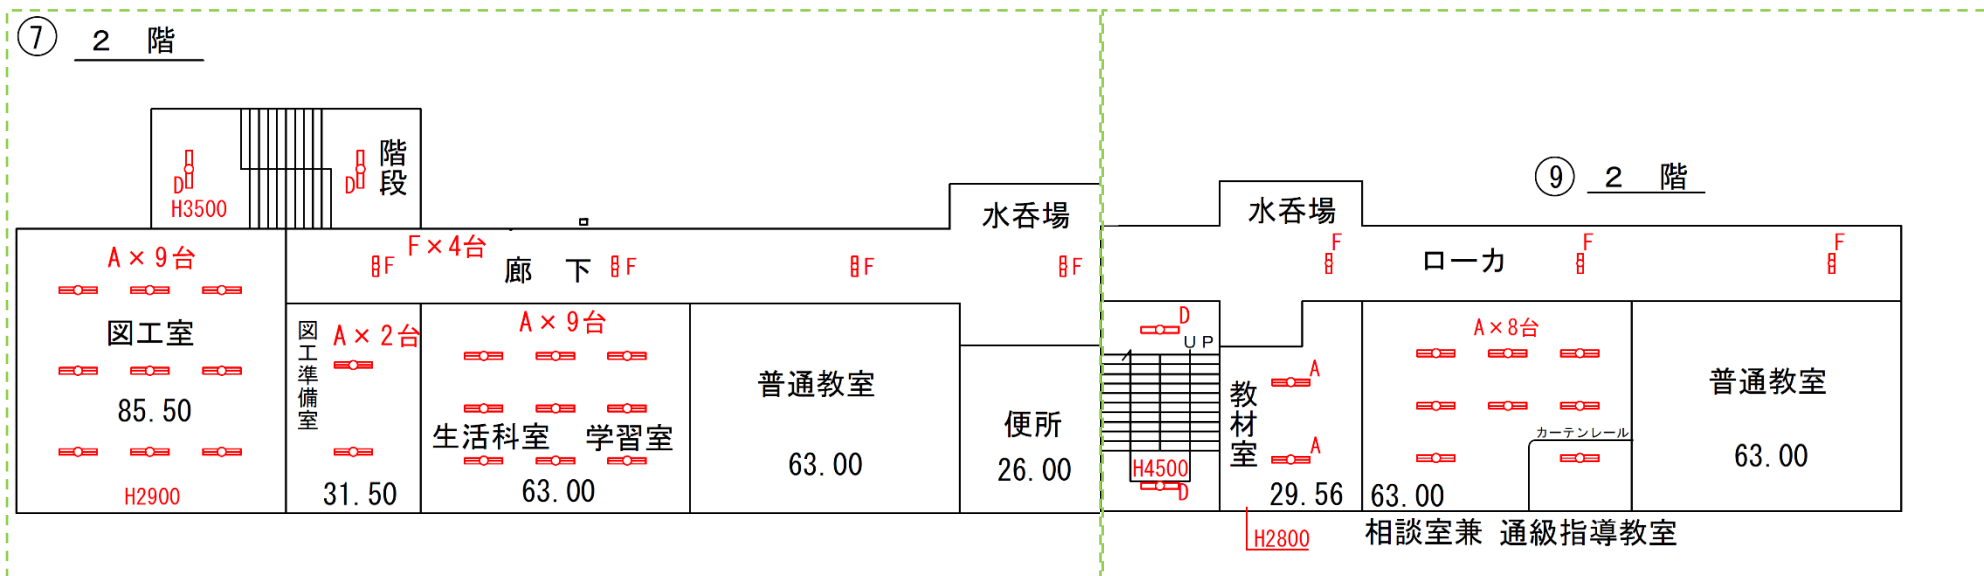 ⑦ 2 階
階段
D
D
H3500
水呑場
A×9台
F×4台
F
廊 下
F
F
F
図工室
85.50
H2900
図工準備室
A×2台
31.50
A×9台
生活科室 学習室
63.00
普通教室
63.00
便所
26.00
⑨ 2 階
水呑場
F
ローカ
F
F
D
UP
H4500
D
教材室
A
A
29.56
H2800
A×8台
カーテンレール
63.00
相談室兼 通級指導教室
普通教室
63.00